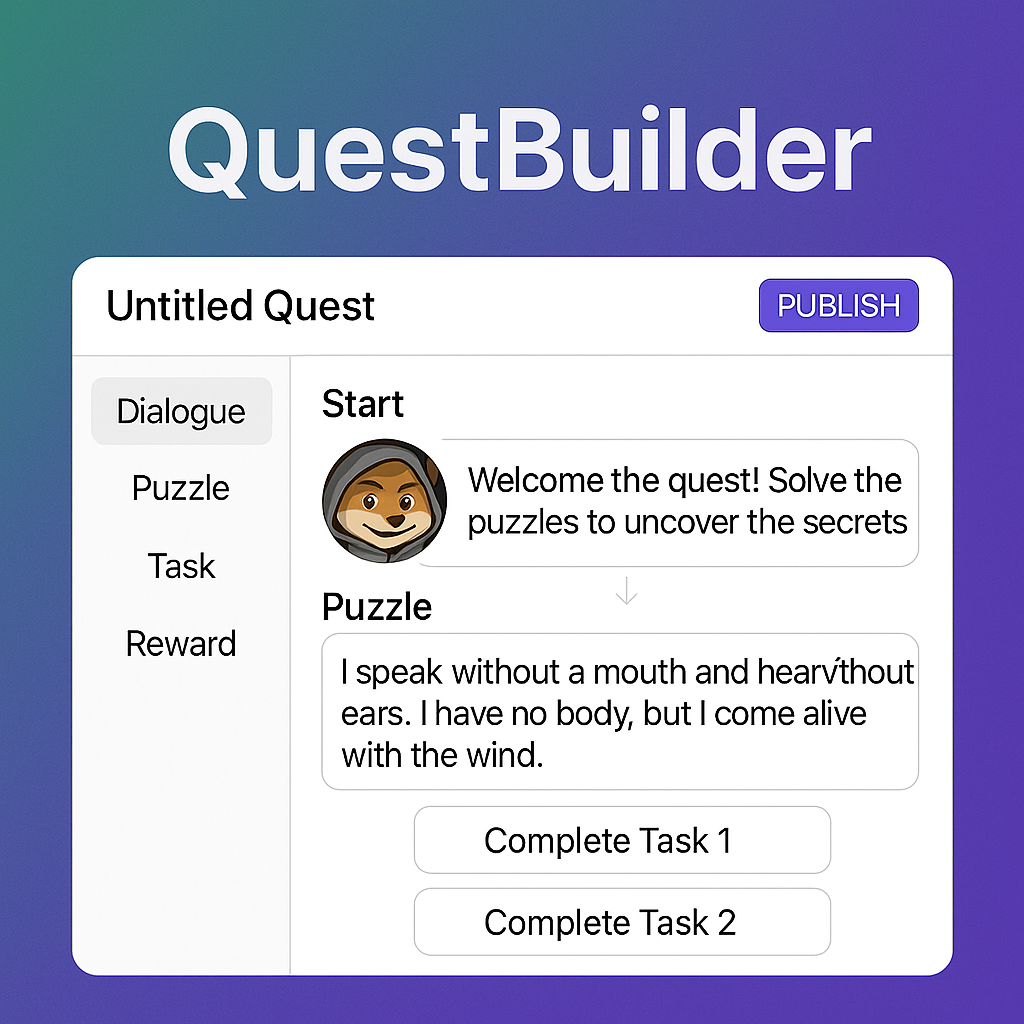 QuestBuilder
Untitled Quest
PUBLISH
Dialogue
Puzzle
Task
Reward
Start
Welcome the quest! Solve the
puzzles to uncover the secrets
Puzzle
I speak without a mouth and hearv́thout
ears. I have no body, but I come alive
with the wind.
Complete Task 1
Complete Task 2